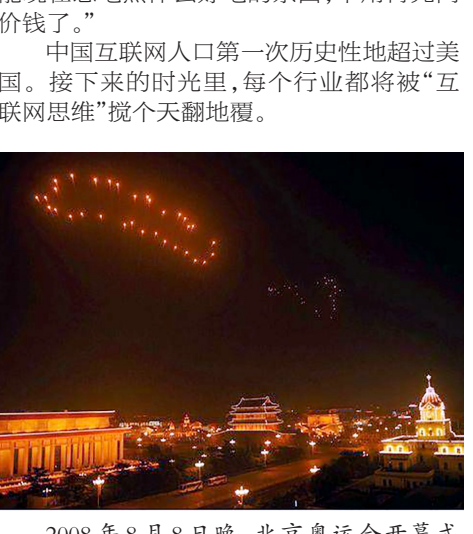 价钱了。”
中国互联网人口第一次历史性地超过美
国。接下来的时光里,每个行业都将被“互
联网思维”搅个天翻地覆。
2008年8月8日晚,北京奥运会开幕式